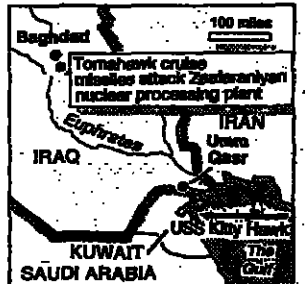 100 miles
Baghdad
Tomahawk cruise
missiles attack Zaafaraniyah
nuclear processing plant
Euphrates
IRAN
Umm
Qasr
IRAQ
USS Kitty Hawk
KUWAIT
The
Gulf
SAUDI ARABIA